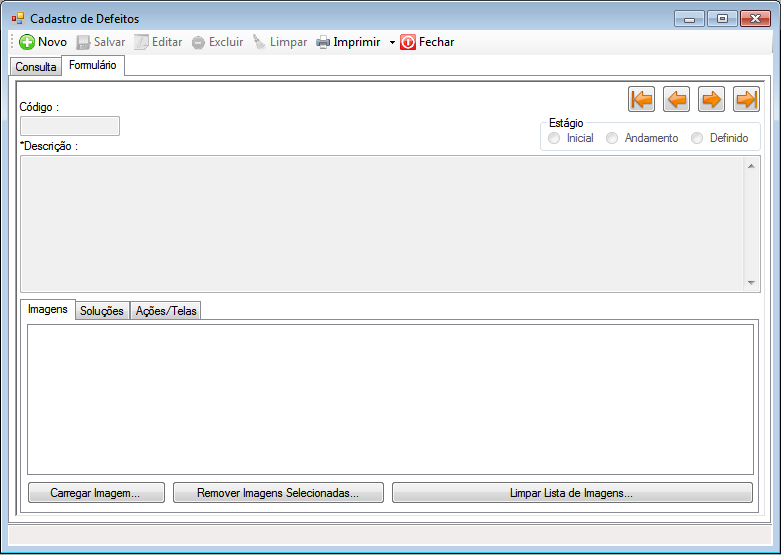 Cadastro de Defeitos
Novo Salvar Editar Excluir Limpar Imprimir Fechar
Consulta Formulário
Código :
Estágio
Inicial Andamento Definido
*Descrição :
Imagens Soluções Ações/Telas
Carregar Imagem... Remover Imagens Selecionadas... Limpar Lista de Imagens...